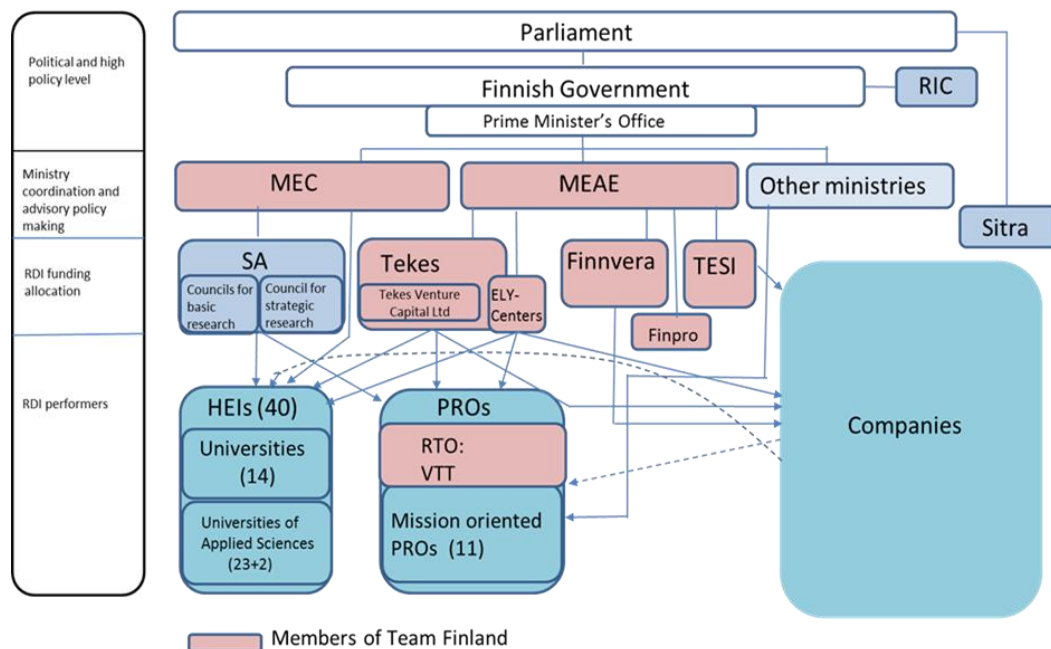 Political and high
policy level
Ministry
coordination and
advisory policy
making
RDI funding
allocation
RDI performers
Parliament
Finnish Government
RIC
Prime Minister's Office
MEC
MEAE
Other ministries
Sitra
SA
Councils for
basic
research
Council for
strategic
research
Tekes
Tekes Venture
Capital Ltd
ELY-
Centers
Finnvera
TESI
Finpro
HEIs (40)
Universities
(14)
Universities of
Applied Sciences
(23+2)
PROs
RTO:
VTT
Mission oriented
PROs (11)
Companies
Members of Team Finland